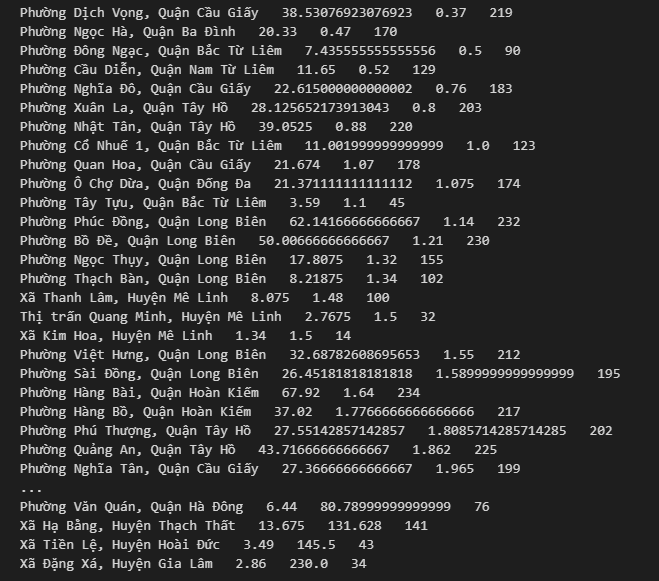 Phường Dịch Vọng, Quận Cầu Giấy   38.53076923076923   0.37   219
Phường Ngọc Hà, Quận Ba Đình   20.33   0.47   170
Phường Đông Ngạc, Quận Bắc Từ Liêm   7.435555555555556   0.5   90
Phường Cầu Diễn, Quận Nam Từ Liêm   11.65   0.52   129
Phường Nghĩa Đô, Quận Cầu Giấy   22.615000000000002   0.76   183
Phường Xuân La, Quận Tây Hồ   28.125652173913043   0.8   203
Phường Nhật Tân, Quận Tây Hồ   39.0525   0.88   220
Phường Cổ Nhuế 1, Quận Bắc Từ Liêm   11.001999999999999   1.0   123
Phường Quan Hoa, Quận Cầu Giấy   21.674   1.07   178
Phường Ô Chợ Dừa, Quận Đống Đa   21.371111111111112   1.075   174
Phường Tây Tựu, Quận Bắc Từ Liêm   3.59   1.1   45
Phường Phúc Đồng, Quận Long Biên   62.14166666666667   1.14   232
Phường Bồ Đề, Quận Long Biên   50.00666666666667   1.21   230
Phường Ngọc Thụy, Quận Long Biên   17.8075   1.32   155
Phường Thạch Bàn, Quận Long Biên   8.21875   1.34   102
Xã Thanh Lâm, Huyện Mê Linh   8.075   1.48   100
Thị trấn Quang Minh, Huyện Mê Linh   2.7675   1.5   32
Xã Kim Hoa, Huyện Mê Linh   1.34   1.5   14
Phường Việt Hưng, Quận Long Biên   32.68782608695653   1.55   212
Phường Sài Đồng, Quận Long Biên   26.45181818181818   1.5899999999999999   195
Phường Hàng Bài, Quận Hoàn Kiếm   67.92   1.64   234
Phường Hàng Bồ, Quận Hoàn Kiếm   37.02   1.7766666666666666   217
Phường Phú Thượng, Quận Tây Hồ   27.55142857142857   1.8085714285714285   202
Phường Quảng An, Quận Tây Hồ   43.71666666666667   1.862   225
Phường Nghĩa Tân, Quận Cầu Giấy   27.36666666666667   1.965   199
...
Phường Văn Quán, Quận Hà Đông   6.44   80.78999999999999   76
Xã Hạ Bằng, Huyện Thạch Thất   13.675   131.628   141
Xã Tiền Lệ, Huyện Hoài Đức   3.49   145.5   43
Xã Đặng Xá, Huyện Gia Lâm   2.86   230.0   34